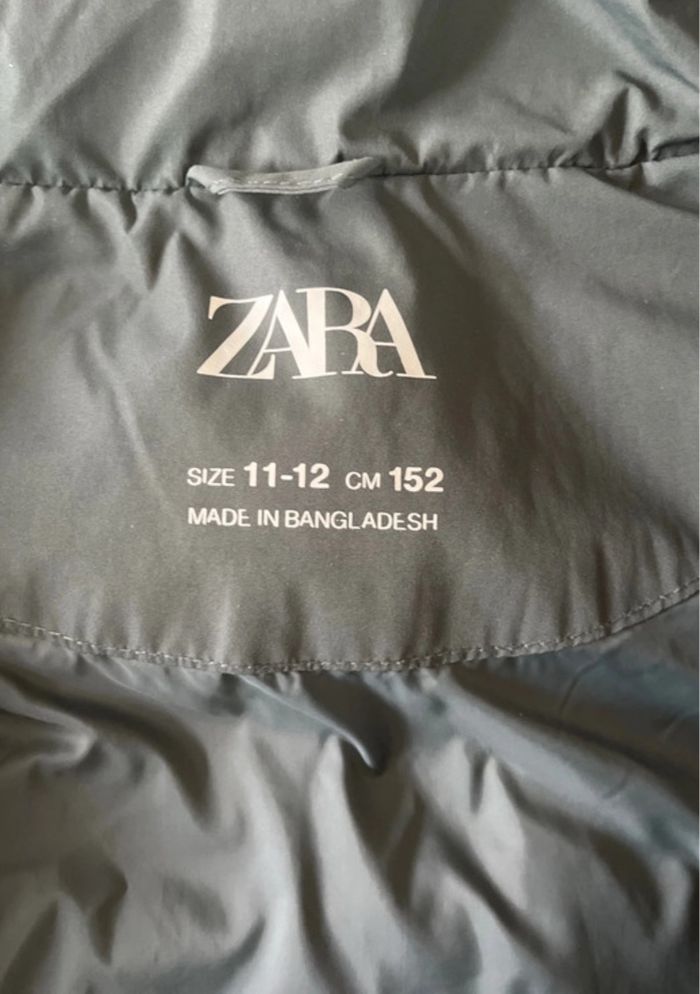 ZARA
SIZE 11-12 CM 152
MADE IN BANGLADESH